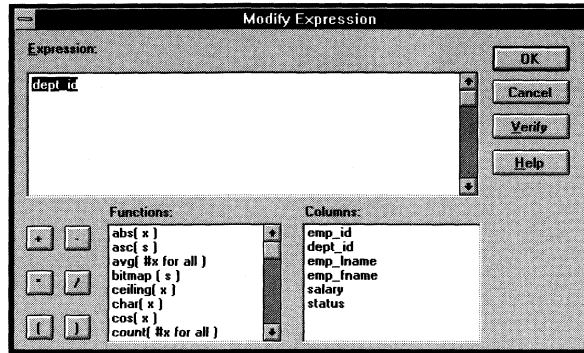 Modify Expression
Expression:
dept_id
OK
Cancel
Verify
Help
Functions:
Columns:
+ -
* /
( )
abs( x )
asc( s )
avg( #x for all )
bitmap ( s )
ceiling( x )
char( x )
cos( x )
count( #x for all )
emp_id
dept_id
emp_lname
emp_fname
salary
status